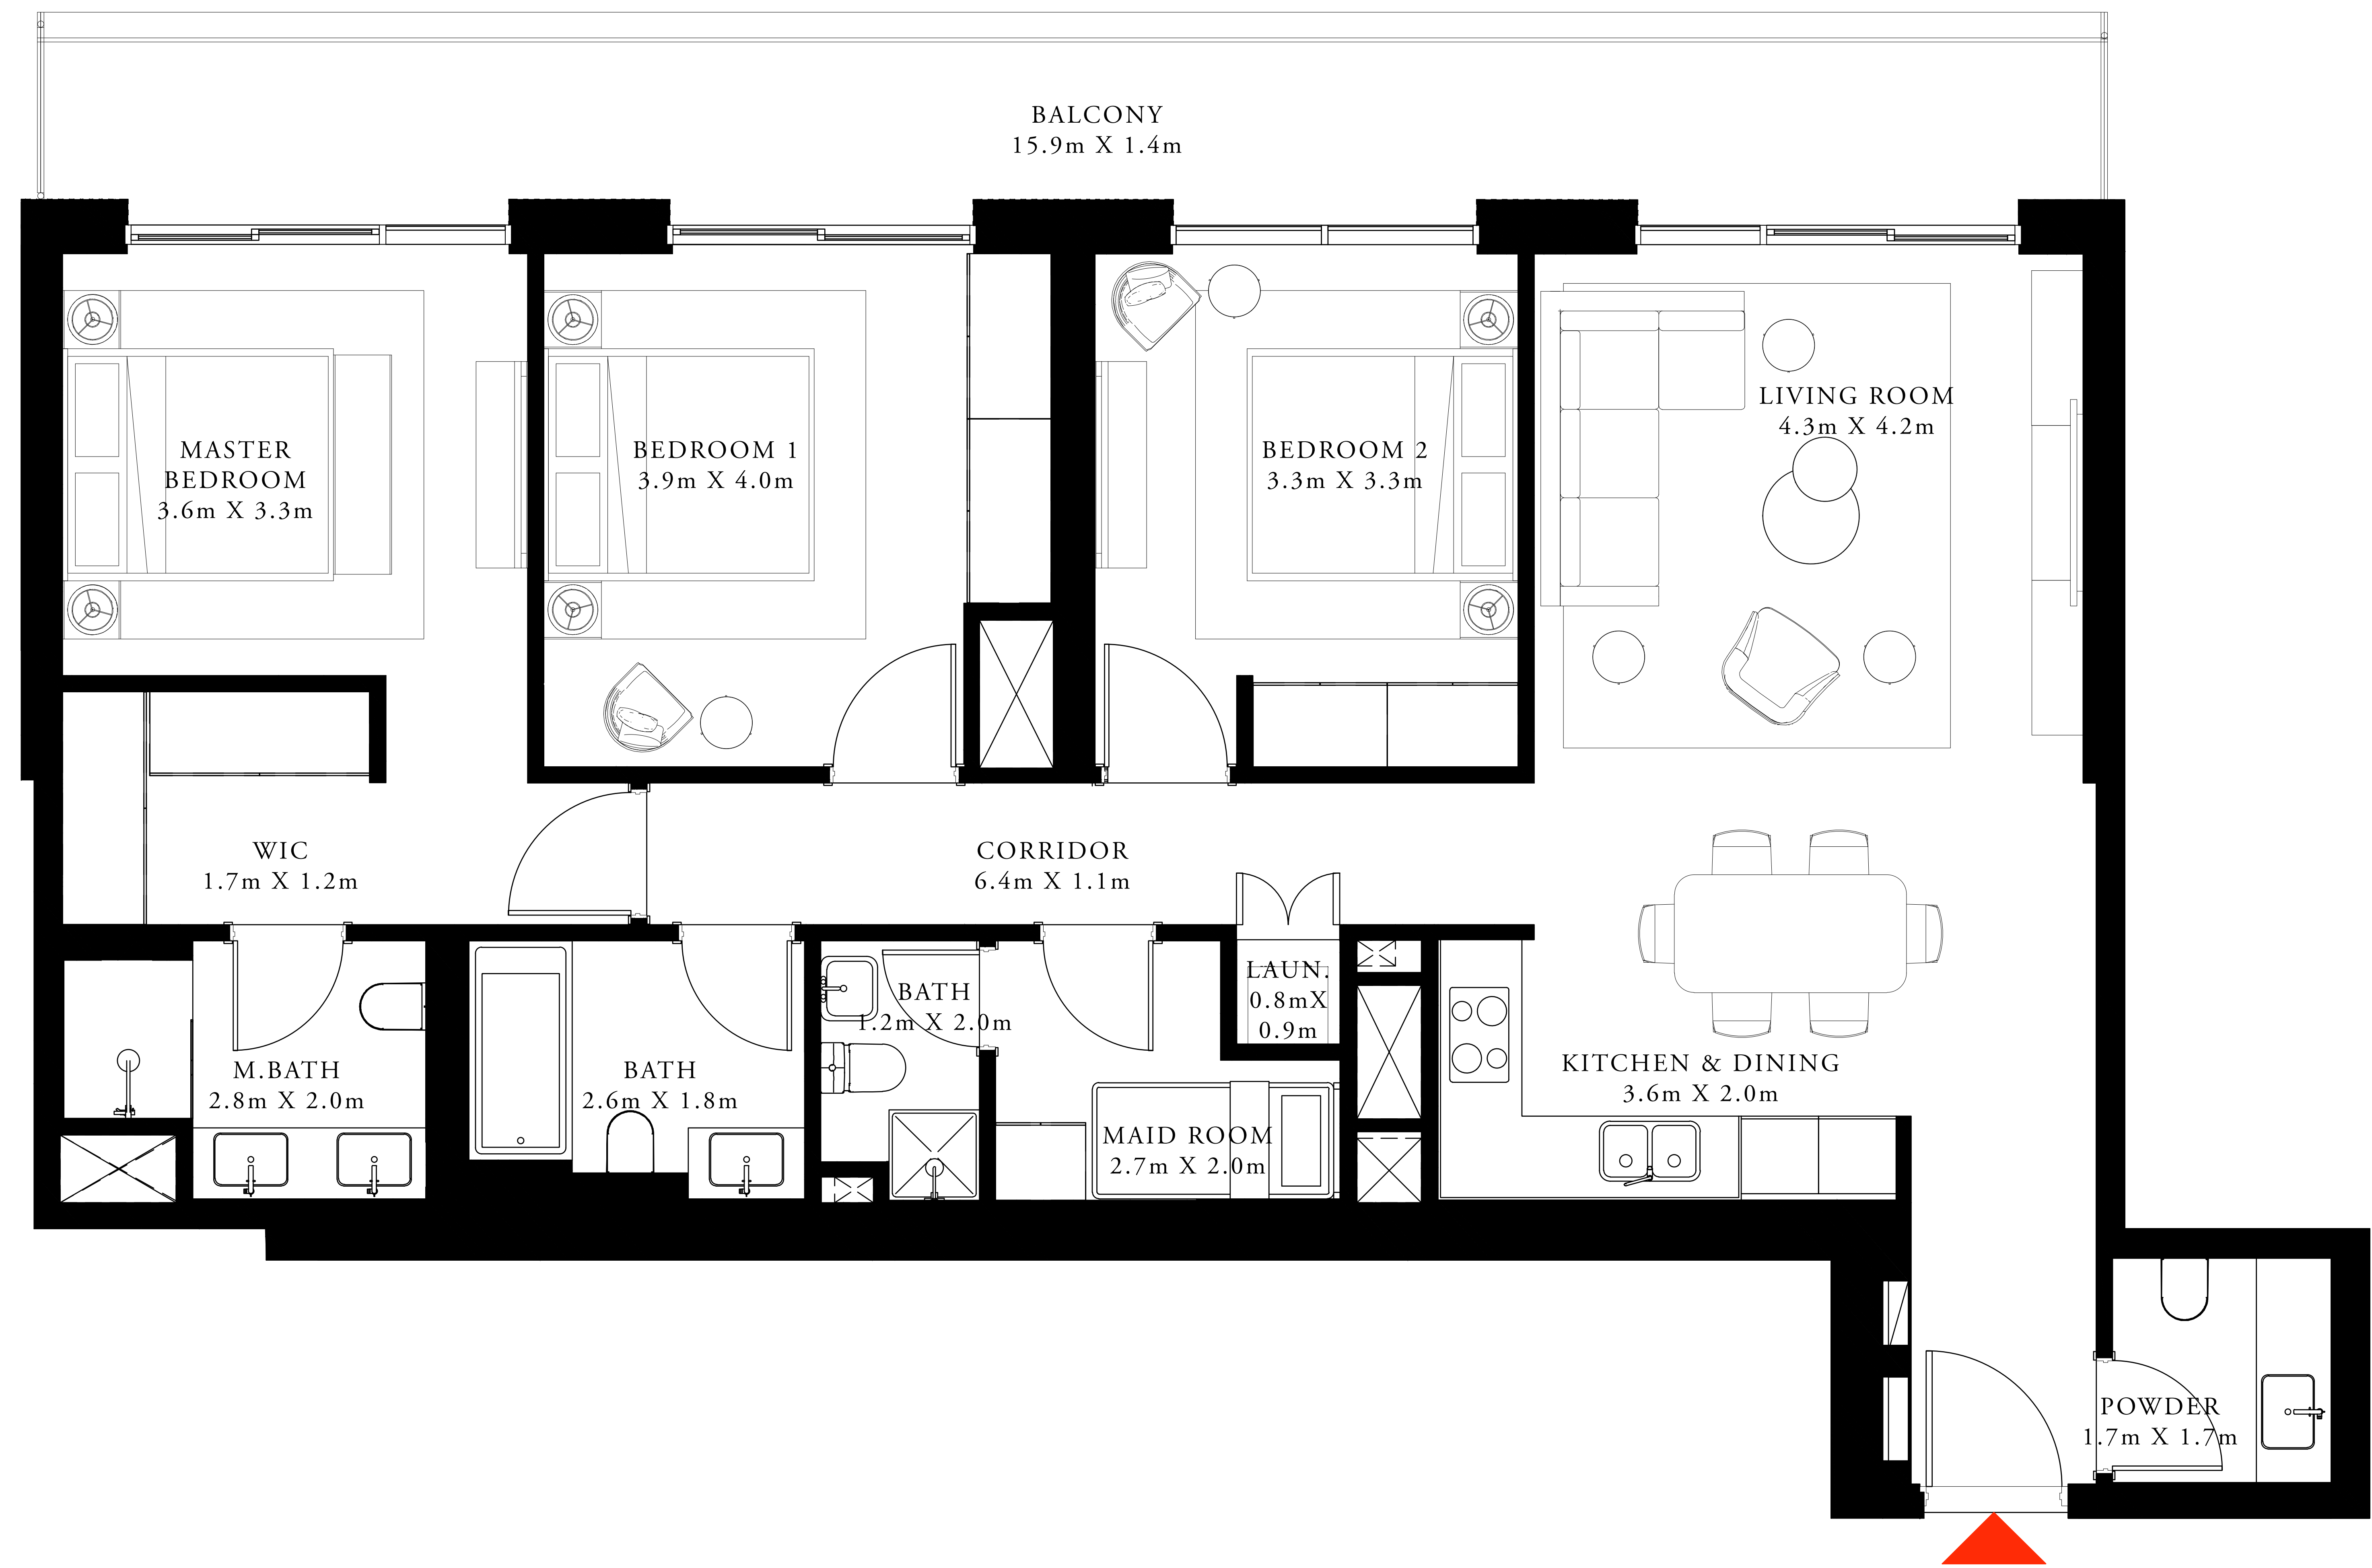 BALCONY
15.9m X 1.4m
MASTER
BEDROOM
3.6m X 3.3m
BEDROOM 1
3.9m X 4.0m
BEDROOM 2
3.3m X 3.3m
LIVING ROOM
4.3m X 4.2m
WIC
1.7m X 1.2m
CORRIDOR
6.4m X 1.1m
M.BATH
2.8m X 2.0m
BATH
2.6m X 1.8m
BATH
1.2m X 2.0m
LAUN.
0.8mX
0.9m
MAID ROOM
2.7m X 2.0m
KITCHEN & DINING
3.6m X 2.0m
POWDER
1.7m X 1.7m